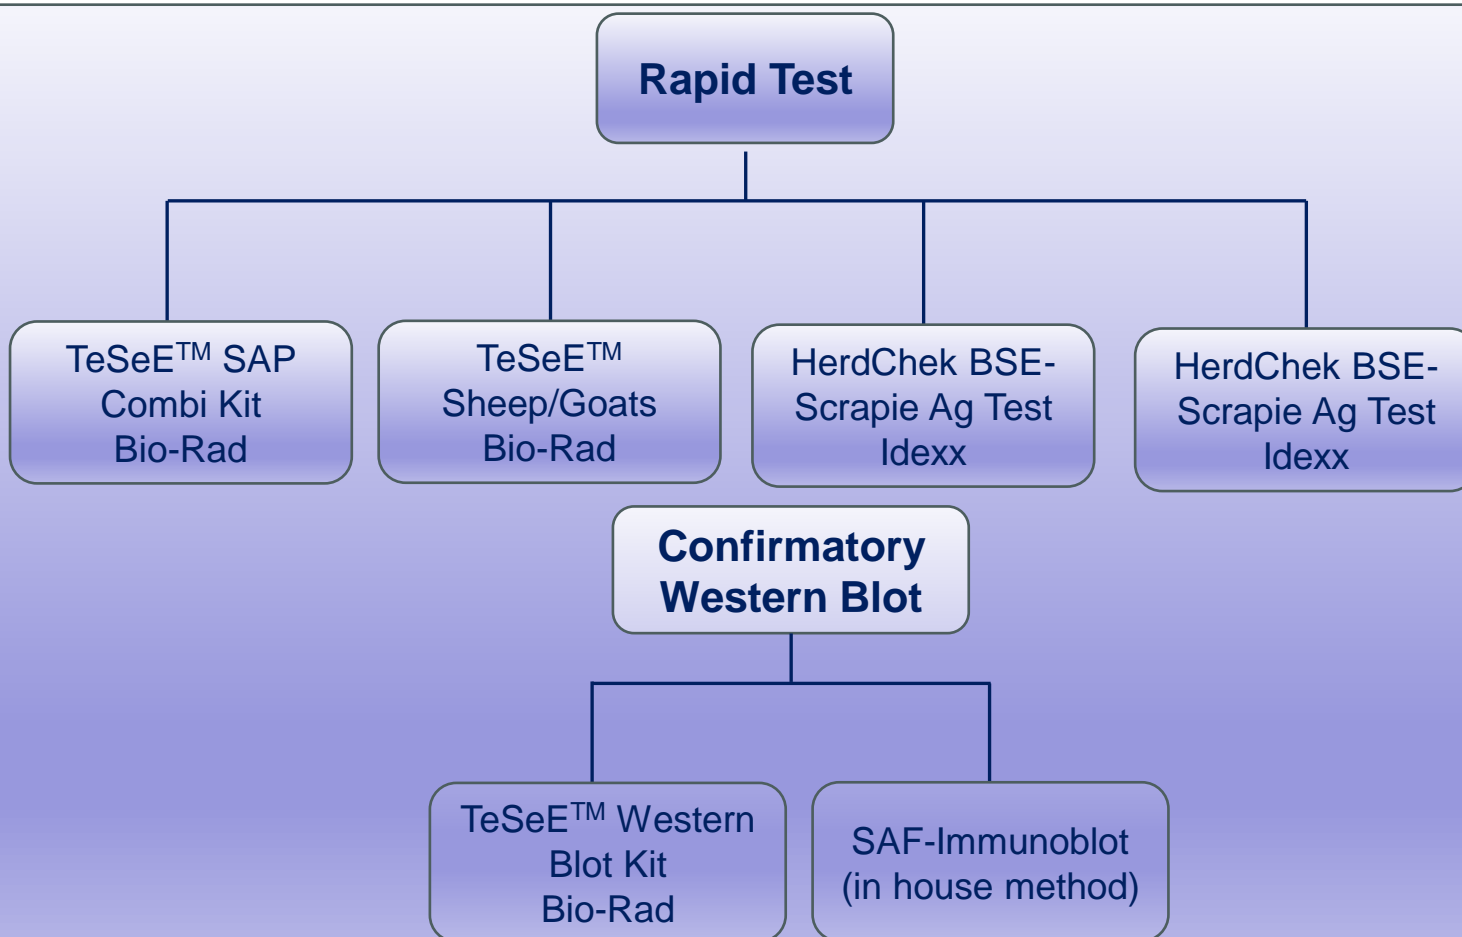 Rapid Test
TeSeE™ SAP
Combi Kit
Bio-Rad
TeSeE™
Sheep/Goats
Bio-Rad
HerdChek BSE-
Scrapie Ag Test
Idexx
HerdChek BSE-
Scrapie Ag Test
Idexx
Confirmatory
Western Blot
TeSeE™ Western
Blot Kit
Bio-Rad
SAF-Immunoblot
(in house method)